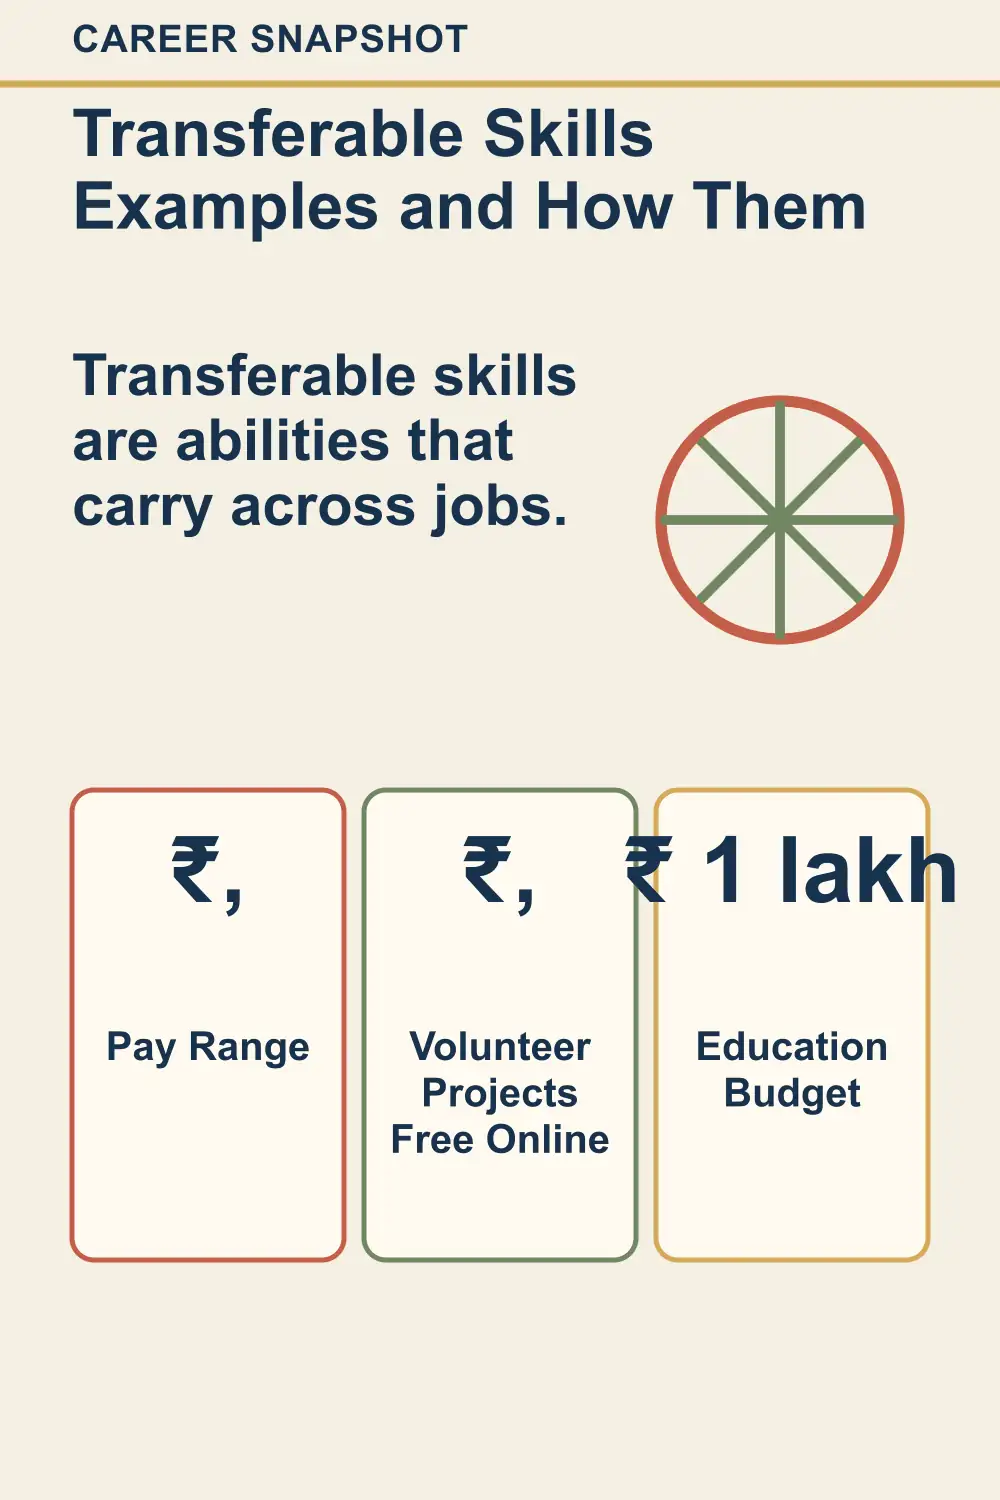 CAREER SNAPSHOT
Transferable Skills
Examples and How Them
Transferable skills
are abilities that
carry across jobs.
₹,
Pay Range
₹,
Volunteer
Projects
Free Online
₹ 1 lakh
Education
Budget